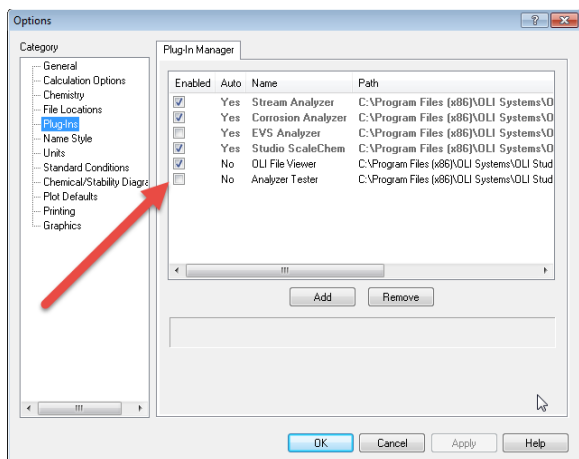 Options
Category
General
Calculation Options
Chemistry
File Locations
Plug-Ins
Name Style
Units
Standard Conditions
Chemical/Stability Diagra
Plot Defaults
Printing
Graphics
Plug-In Manager
Enabled Auto Name Path
Yes Stream Analyzer C:\Program Files (x86)\OLI Systems\O
Yes Corrosion Analyzer C:\Program Files (x86)\OLI Systems\O
Yes EVS Analyzer C:\Program Files (x86)\OLI Systems\O
Yes Studio ScaleChem C:\Program Files (x86)\OLI Systems\O
No OLI File Viewer C:\Program Files (x86)\OLI Systems\OLI Stud
No Analyzer Tester C:\Program Files (x86)\OLI Systems\OLI Stud
Add Remove
OK Cancel Apply Help